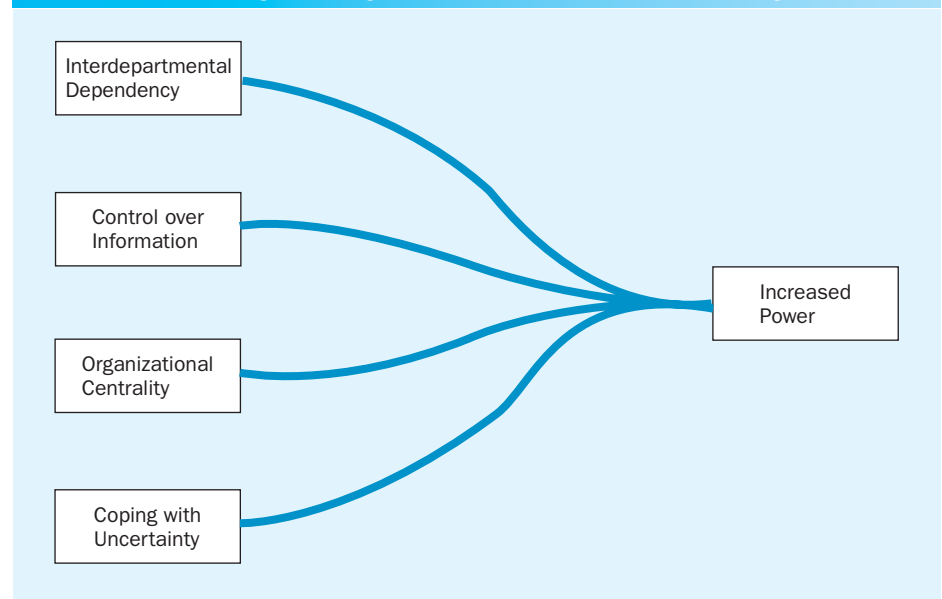 Interdepartmental
Dependency
Control over
Information
Organizational
Centrality
Coping with
Uncertainty
Increased
Power